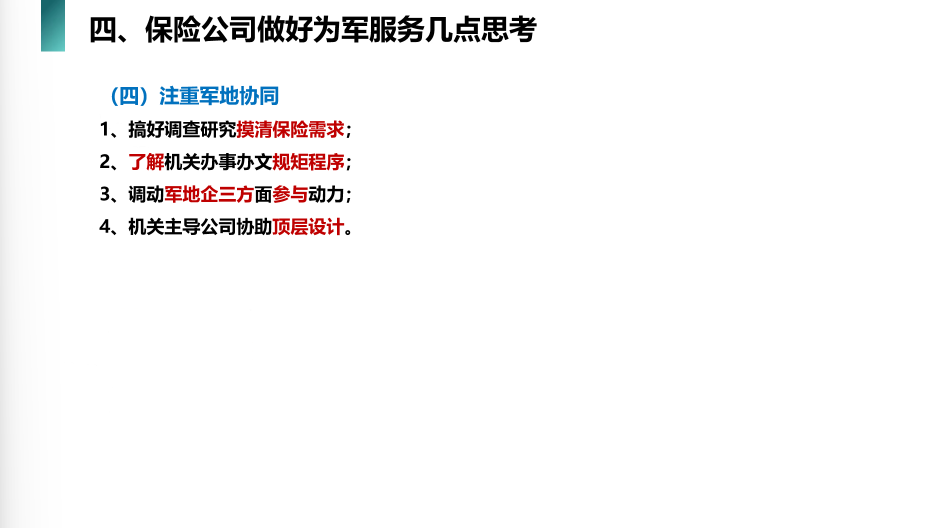 四、保险公司做好为军服务几点思考
（四）注重军地协同
1、搞好调查研究摸清保险需求；
2、了解机关办事办文规矩程序；
3、调动军地企三方面参与动力；
4、机关主导公司协助顶层设计。